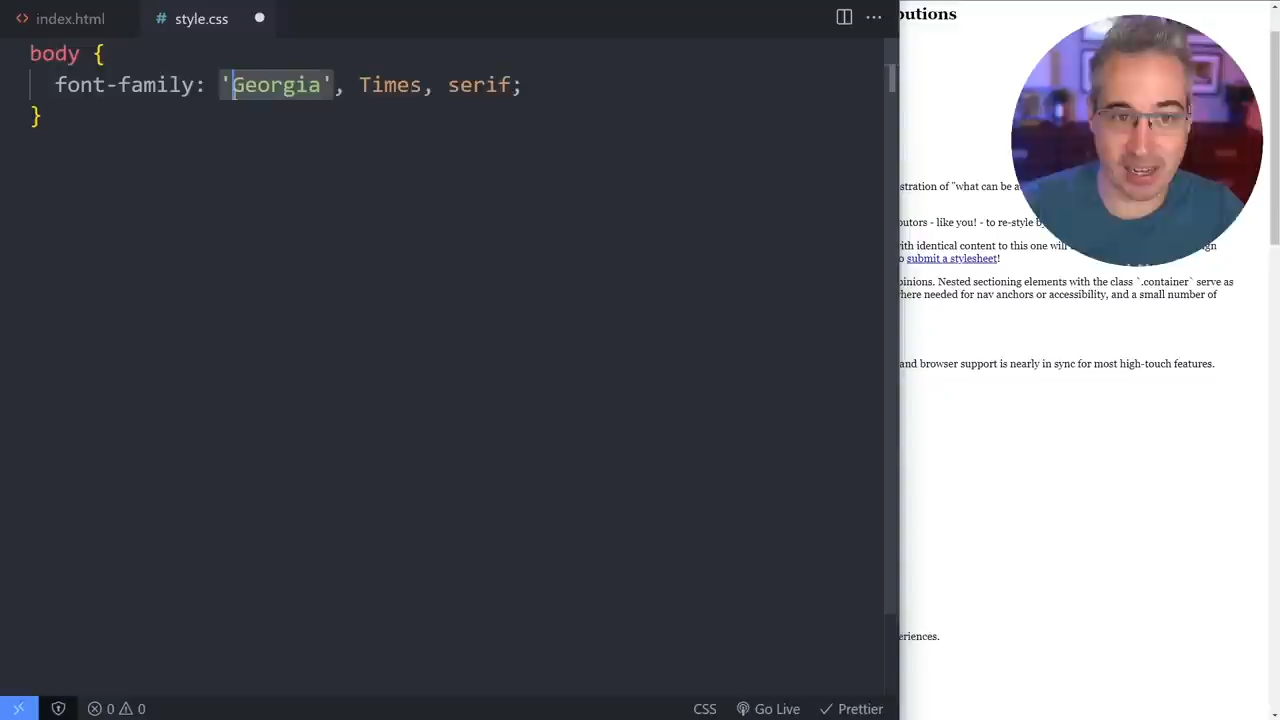 index.html
style.css
body {
font-family: 'Georgia', Times, serif;
}
0 0
CSS
Go Live
Prettier
butions
stration of "what can be a
butors - like you! - to re-style b
with identical content to this one will
ign
o submit a stylesheet!
pinions. Nested sectioning elements with the class `.container` serve as
here needed for nav anchors or accessibility, and a small number of
and browser support is nearly in sync for most high-touch features.
eriences.